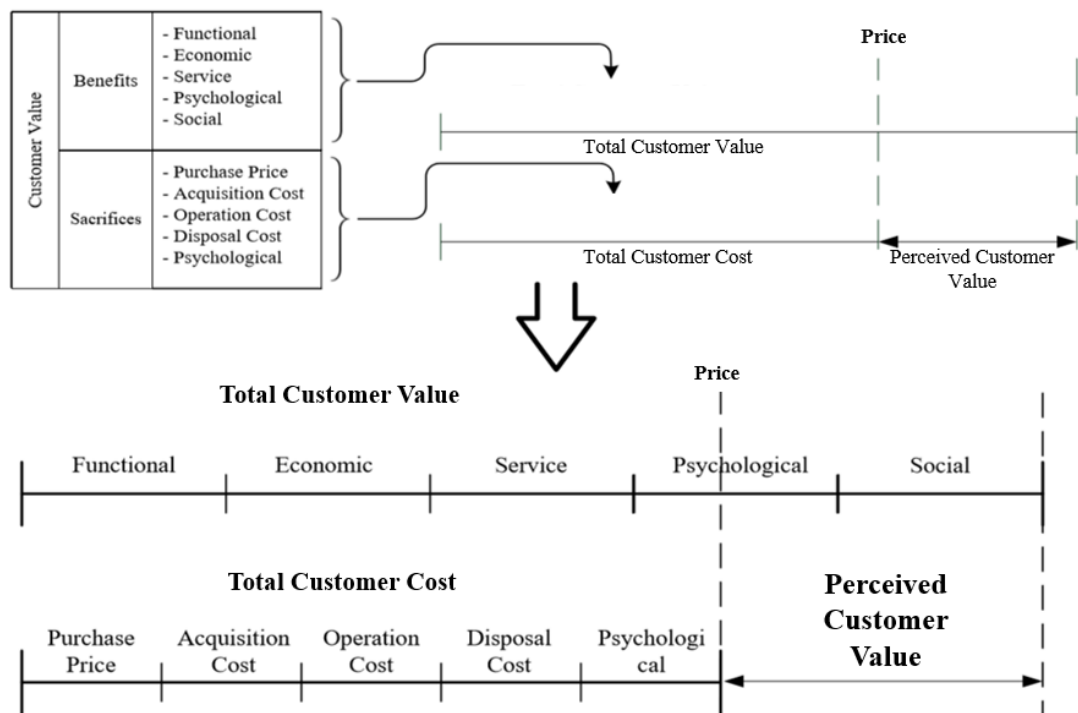 Customer Value
Benefits
- Functional
- Economic
- Service
- Psychological
- Social
Sacrifices
- Purchase Price
- Acquisition Cost
- Operation Cost
- Disposal Cost
- Psychological
Price
Total Customer Value
Total Customer Cost
Perceived Customer
Value
Price
Total Customer Value
Functional
Economic
Service
Psychological
Social
Total Customer Cost
Purchase
Price
Acquisition
Cost
Operation
Cost
Disposal
Cost
Psychologi
cal
Perceived
Customer
Value